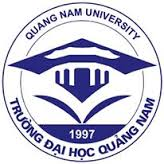 QUANG NAM UNIVERSITY
1997
TRƯỜNG ĐẠI HỌC QUẢNG NAM